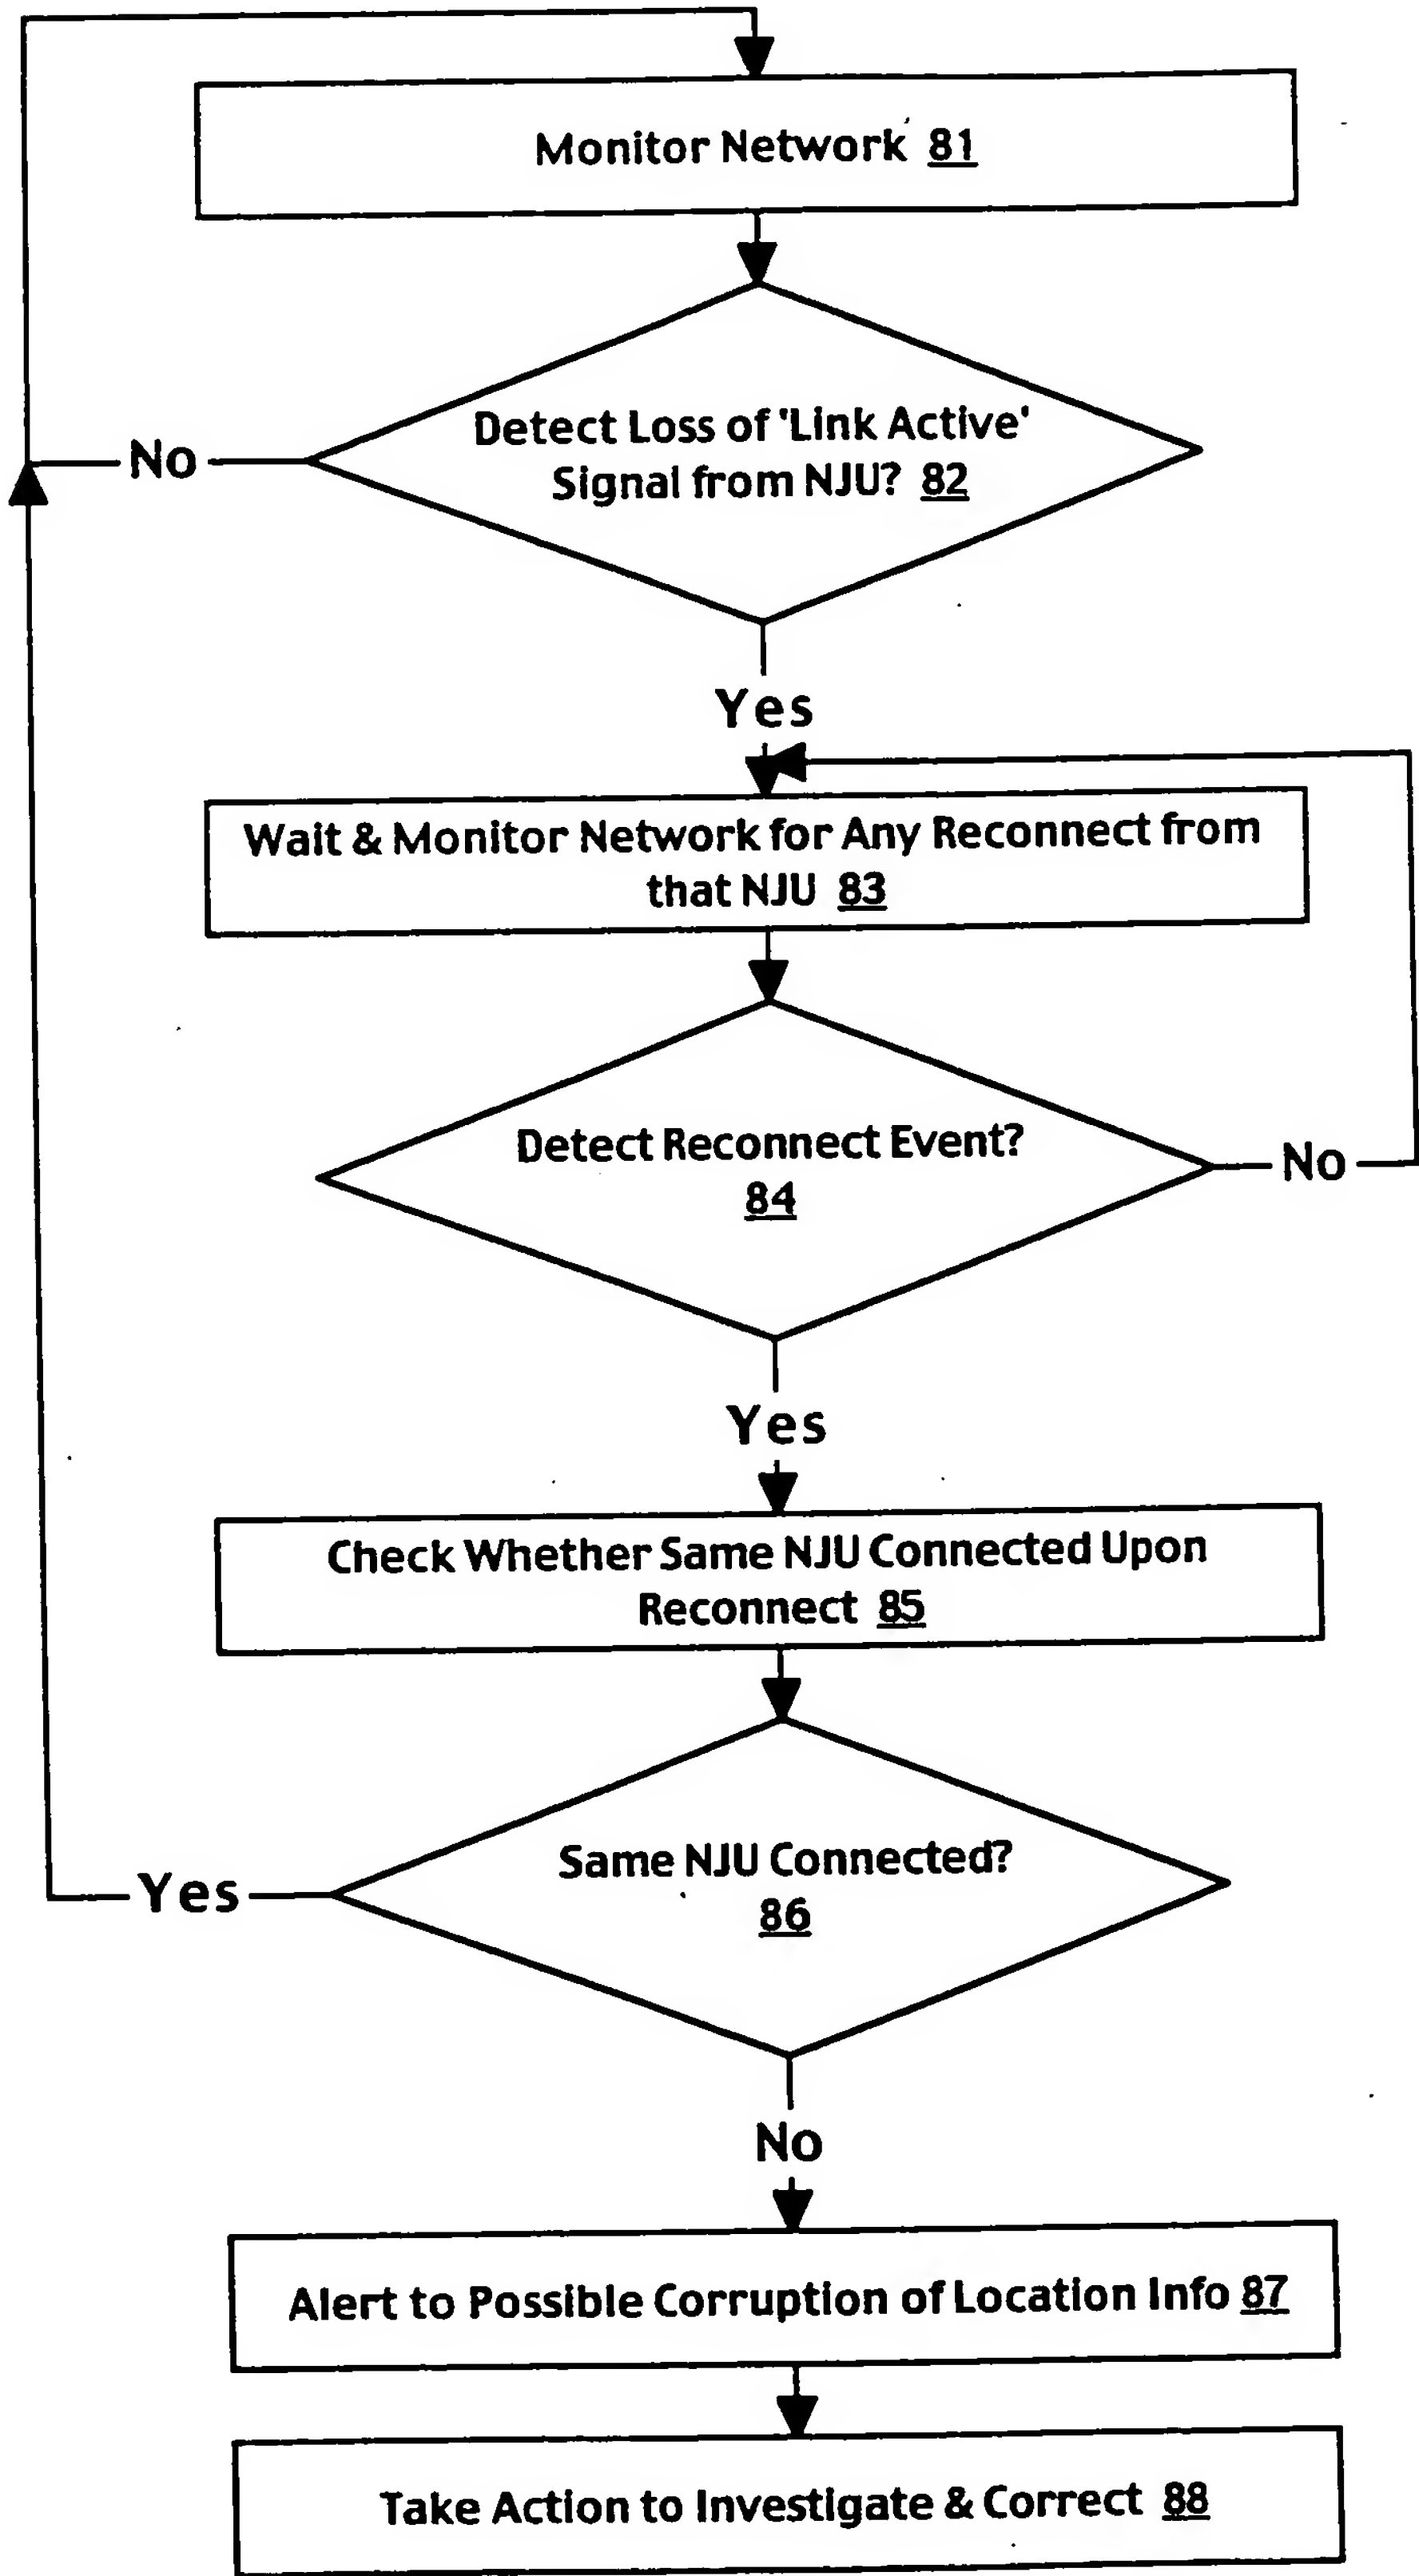 Monitor Network 81
Detect Loss of 'Link Active'
Signal from NJU? 82
No
Yes
Wait & Monitor Network for Any Reconnect from
that NJU 83
Detect Reconnect Event?
84
No
Yes
Check Whether Same NJU Connected Upon
Reconnect 85
Same NJU Connected?
86
Yes
No
Alert to Possible Corruption of Location Info 87
Take Action to Investigate & Correct 88